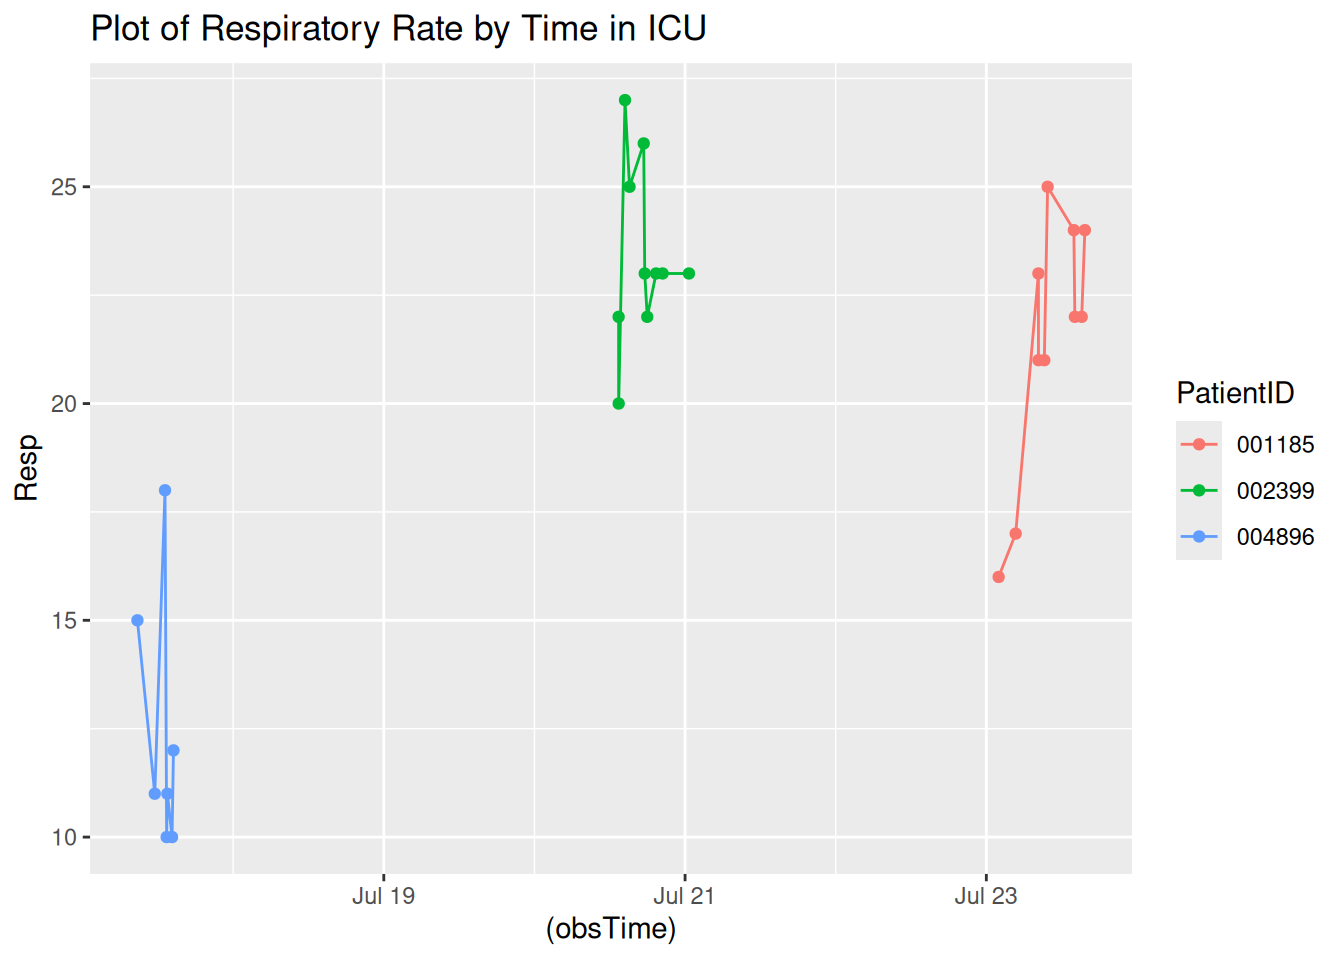 Plot of Respiratory Rate by Time in ICU
Resp
25
20
15
10
Jul 19
Jul 21
Jul 23
(obsTime)
PatientID
001185
002399
004896